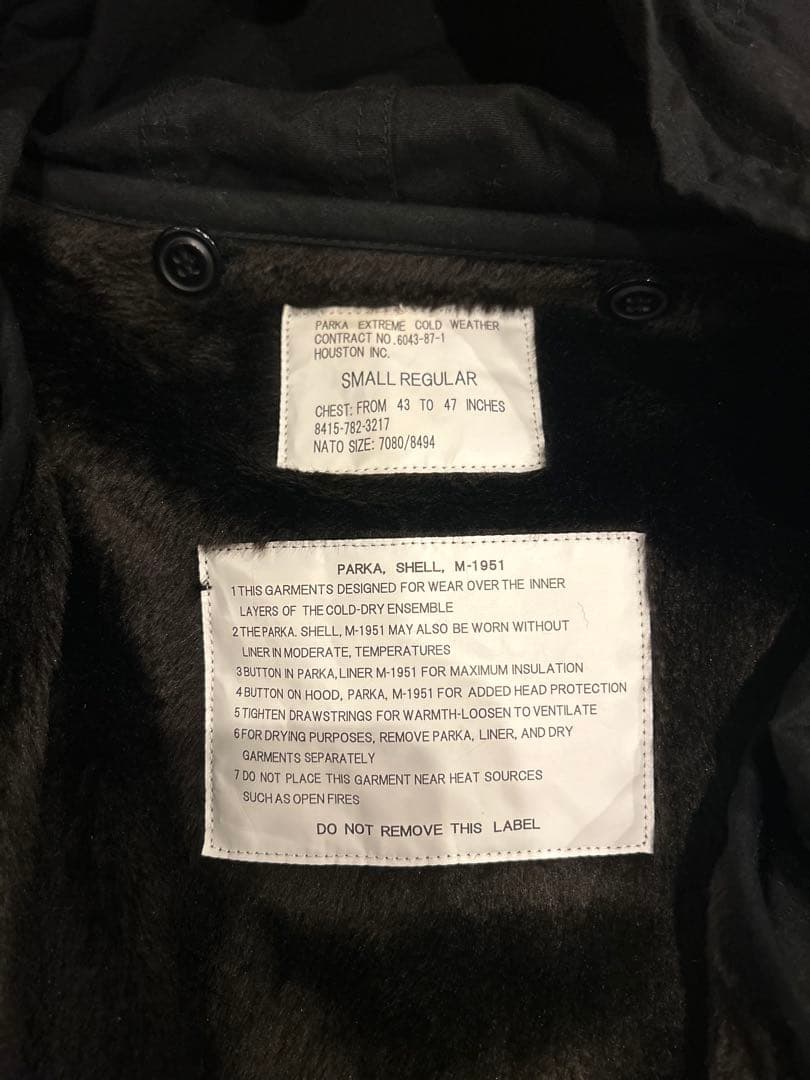 PARKA EXTREME COLD WEATHER
CONTRACT NO.6043-87-1
HOUSTON INC.
SMALL REGULAR
CHEST: FROM 43 TO 47 INCHES
8415-782-3217
NATO SIZE: 7080/8494
PARKA, SHELL, M-1951
1 THIS GARMENTS DESIGNED FOR WEAR OVER THE INNER
LAYERS OF THE COLD-DRY ENSEMBLE
2 THE PARKA. SHELL, M-1951 MAY ALSO BE WORN WITHOUT
LINER IN MODERATE, TEMPERATURES
3 BUTTON IN PARKA, LINER M-1951 FOR MAXIMUM INSULATION
4 BUTTON ON HOOD, PARKA, M-1951 FOR ADDED HEAD PROTECTION
5 TIGHTEN DRAWSTRINGS FOR WARMTH-LOOSEN TO VENTILATE
6 FOR DRYING PURPOSES, REMOVE PARKA, LINER, AND DRY
GARMENTS SEPARATELY
7 DO NOT PLACE THIS GARMENT NEAR HEAT SOURCES
SUCH AS OPEN FIRES
DO NOT REMOVE THIS LABEL